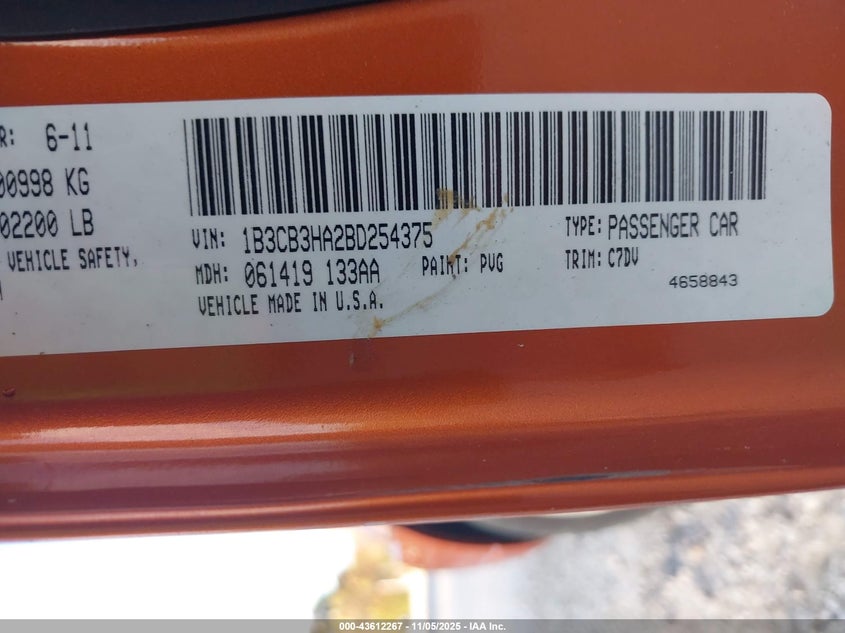 R: 6-11
00998 KG
02200 LB
VEHICLE SAFETY,
VIN: 1B3CB3HA2BD254375
TYPE: PASSENGER CAR
MDH: 061419 133AA
PAINT: PVG
TRIM: C7DV
VEHICLE MADE IN U.S.A.
4658843
000-43612267 - 11/05/2025 - IAA Inc.